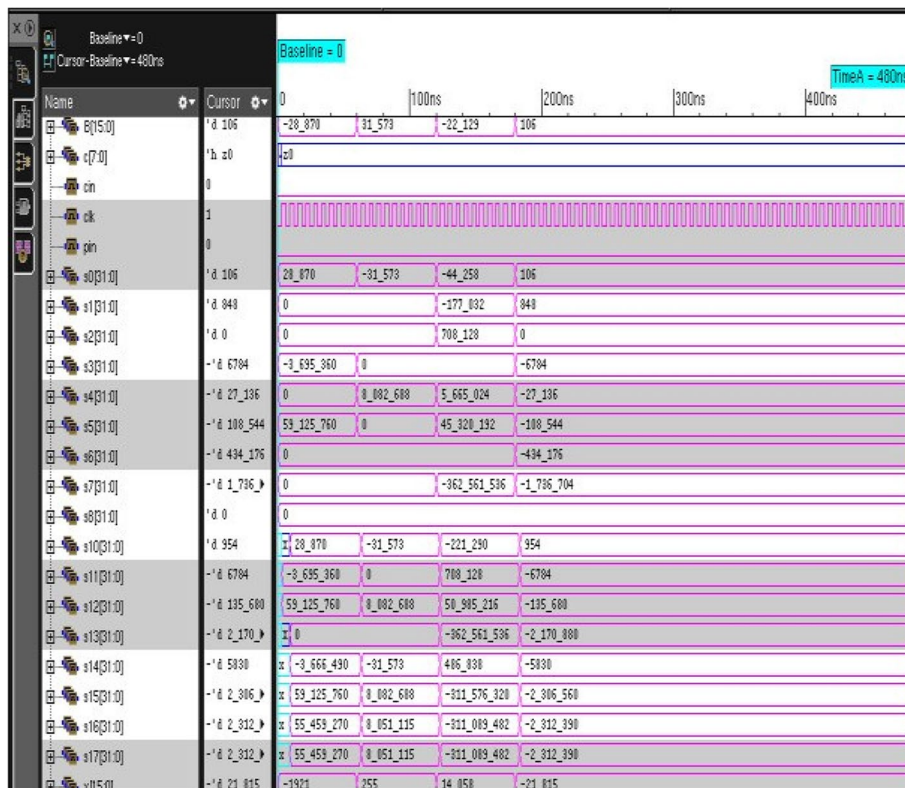 Baseline▼=0
Cursor-Baseline▼=480ns
Baseline = 0
TimeA = 480ns
Name Cursor 0 100ns 200ns 300ns 400ns
B[15:0] 'd 106 -28_870 31_573 -22_129 106
c[7:0] 'h z0 z0
cin 0
clk 1
pin 0
s0[31:0] 'd 106 28_870 -31_573 -44_258 106
s1[31:0] 'd 848 0 -177_032 848
s2[31:0] 'd 0 0 708_128 0
s3[31:0] -'d 6784 -3_695_360 0 -6784
s4[31:0] -'d 27_136 0 8_082_688 5_665_024 -27_136
s5[31:0] -'d 108_544 59_125_760 0 45_320_192 -108_544
s6[31:0] -'d 434_176 0 -434_176
s7[31:0] -'d 1_736_ 0 -362_561_536 -1_736_704
s8[31:0] 'd 0 0
s10[31:0] 'd 954 x 28_870 -31_573 -221_290 954
s11[31:0] -'d 6784 -3_695_360 0 708_128 -6784
s12[31:0] -'d 135_680 59_125_760 8_082_688 50_985_216 -135_680
s13[31:0] -'d 2_170_ x 0 -362_561_536 -2_170_880
s14[31:0] -'d 5830 x -3_666_490 -31_573 486_838 -5830
s15[31:0] -'d 2_306_ x 59_125_760 8_082_688 -311_576_320 -2_306_560
s16[31:0] -'d 2_312_ x 55_459_270 8_051_115 -311_089_482 -2_312_390
s17[31:0] -'d 2_312_ x 55_459_270 8_051_115 -311_089_482 -2_312_390
-'d 21_815 -1921 255 14_058 -21_815